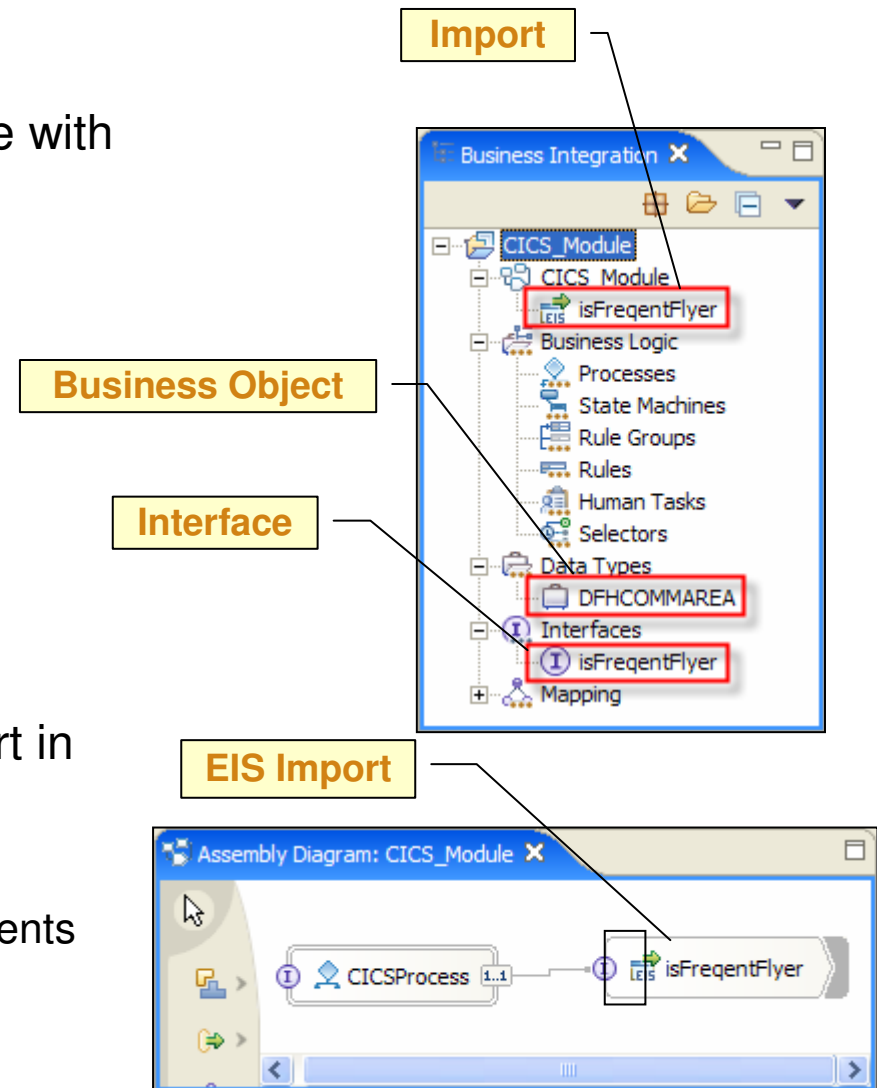 Import
e with
Business Integration
CICS_Module
CICS_Module
EIS isFreqentFlyer
Business Logic
Business Object
Processes
State Machines
Rule Groups
Rules
Interface
Human Tasks
Selectors
Data Types
DFHCOMMAREA
Interfaces
I isFreqentFlyer
Mapping
rt in
EIS Import
Assembly Diagram: CICS_Module
ents
I CICSProcess 1..1 I EIS isFreqentFlyer